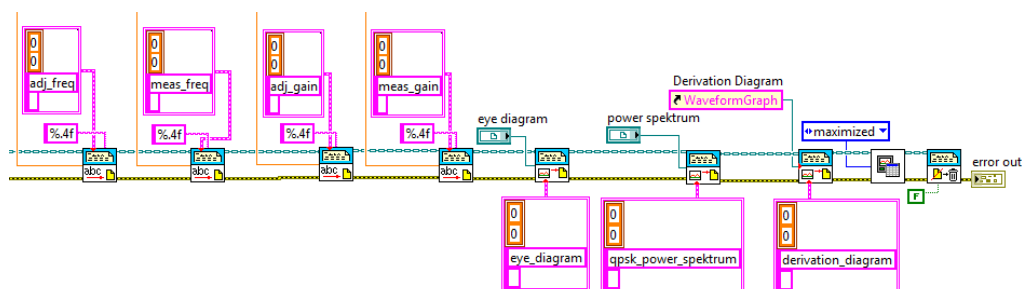 0
0
adj_freq
%.4f
abc
0
0
meas_freq
%.4f
abc
0
0
adj_gain
%.4f
abc
0
0
meas_gain
%.4f
abc
eye diagram
0
0
eye_diagram
power spektrum
0
0
qpsk_power_spektrum
Derivation Diagram
WaveformGraph
0
0
derivation_diagram
maximized
F
error out